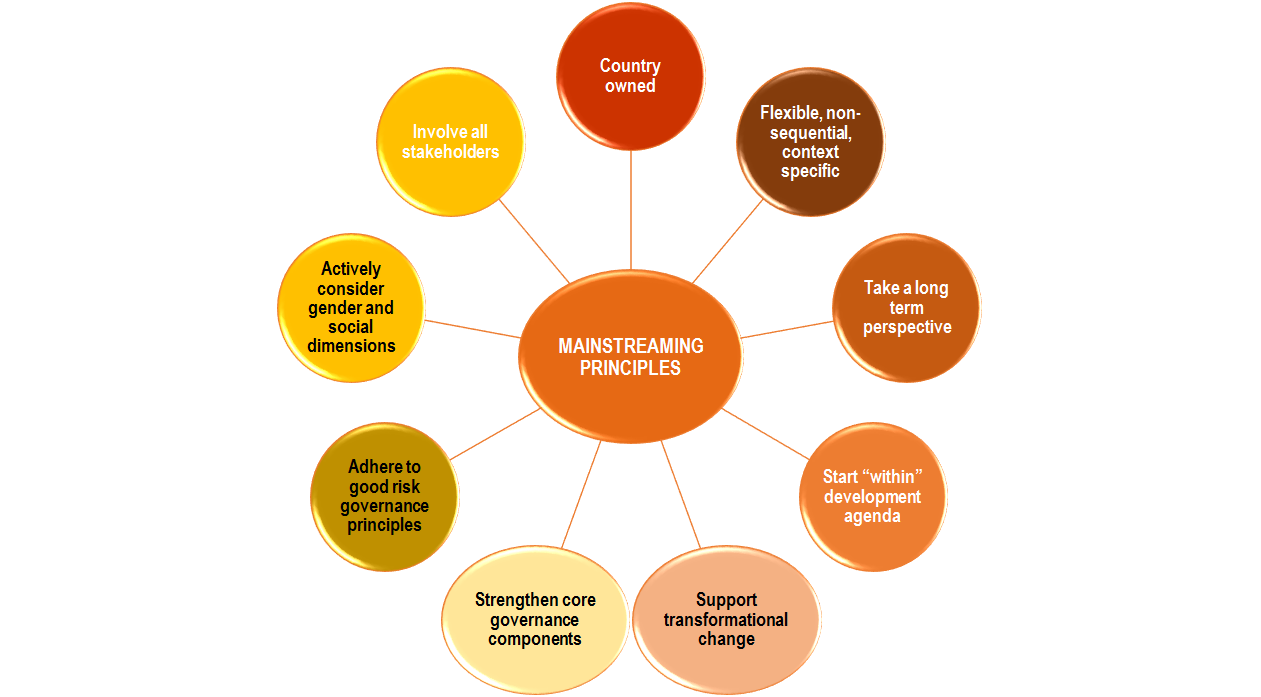 Country
owned
Flexible, non-
sequential,
context
specific
Take a long
term
perspective
Start “within”
development
agenda
Support
transformational
change
Strengthen core
governance
components
Adhere to
good risk
governance
principles
Actively
consider
gender and
social
dimensions
Involve all
stakeholders
MAINSTREAMING
PRINCIPLES